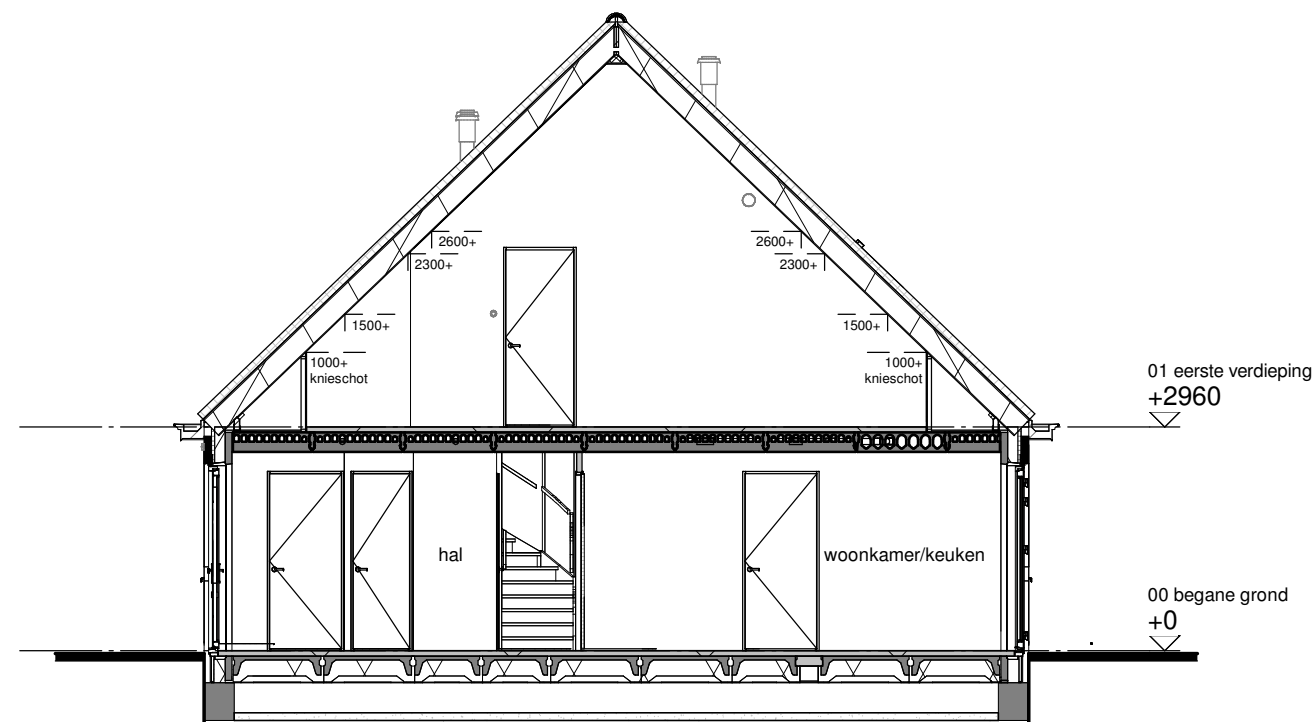 2600+
2300+
1500+
1000+
knieschot
2600+
2300+
1500+
1000+
knieschot
01 eerste verdieping
+2960
hal
woonkamer/keuken
00 begane grond
+0